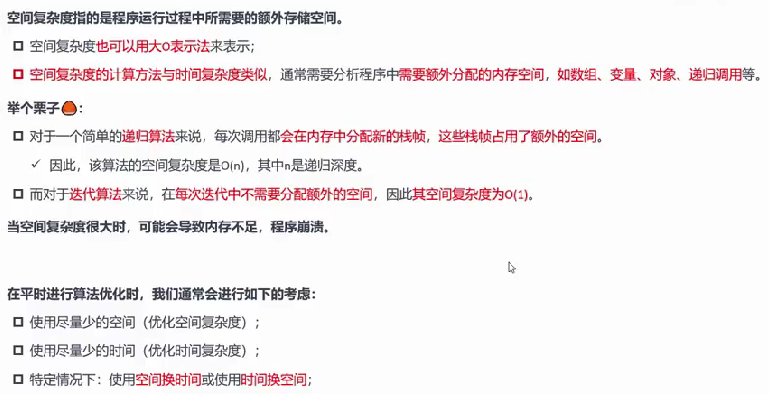 空间复杂度指的是程序运行过程中所需要的额外存储空间。
空间复杂度也可以用大O表示法来表示;
空间复杂度的计算方法与时间复杂度类似，通常需要分析程序中需要额外分配的内存空间，如数组、变量、对象、递归调用等。
举个栗子🌰：
对于一个简单的递归算法来说，每次调用都会在内存中分配新的栈帧，这些栈帧占用了额外的空间。
✓ 因此，该算法的空间复杂度是O(n)，其中n是递归深度。
而对于迭代算法来说，在每次迭代中不需要分配额外的空间，因此其空间复杂度为O(1)。
当空间复杂度很大时，可能会导致内存不足，程序崩溃。
在平时进行算法优化时，我们通常会进行如下的考虑：
使用尽量少的空间（优化空间复杂度）；
使用尽量少的时间（优化时间复杂度）；
特定情况下：使用空间换时间或使用时间换空间；